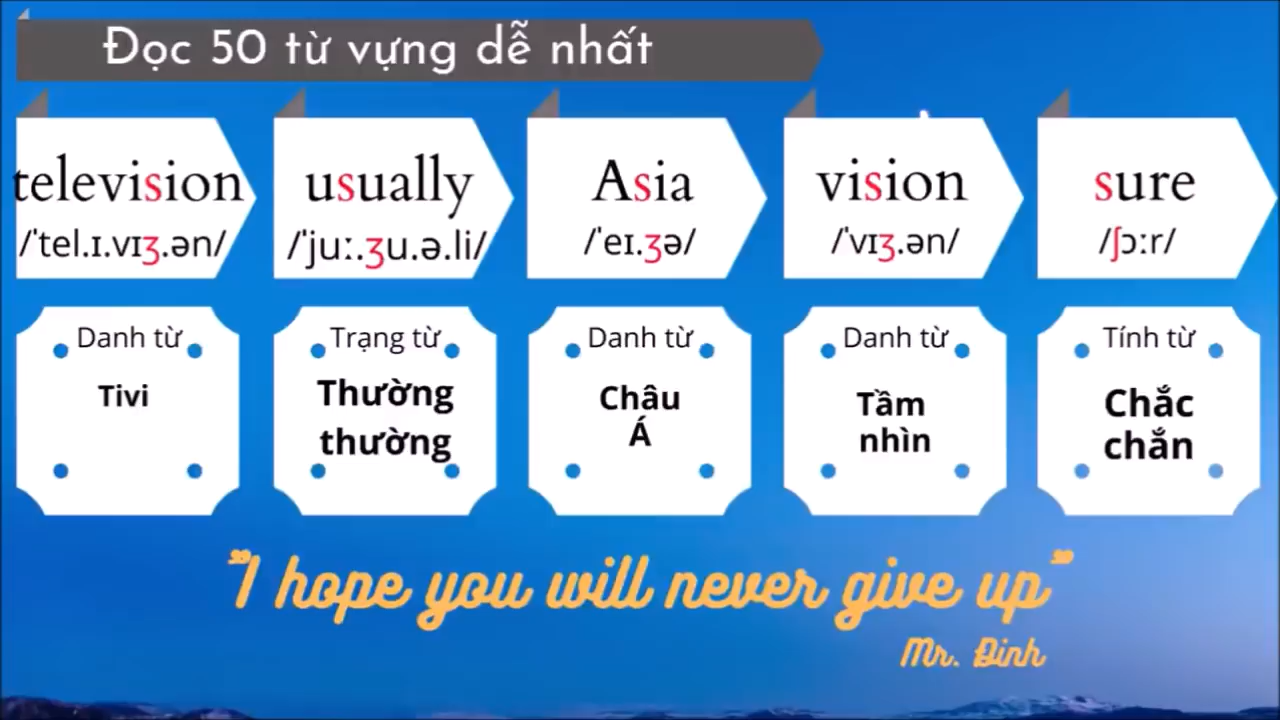 Đọc 50 từ vựng dễ nhất
television
/ˈtel.ɪ.vɪʒ.ən/
Danh từ
Tivi
usually
/ˈjuː.ʒu.ə.li/
Trạng từ
Thường
thường
Asia
/ˈeɪ.ʒə/
Danh từ
Châu
Á
vision
/ˈvɪʒ.ən/
Danh từ
Tầm
nhìn
sure
/ʃɔːr/
Tính từ
Chắc
chắn
"I hope you will never give up"
Mr. Đinh